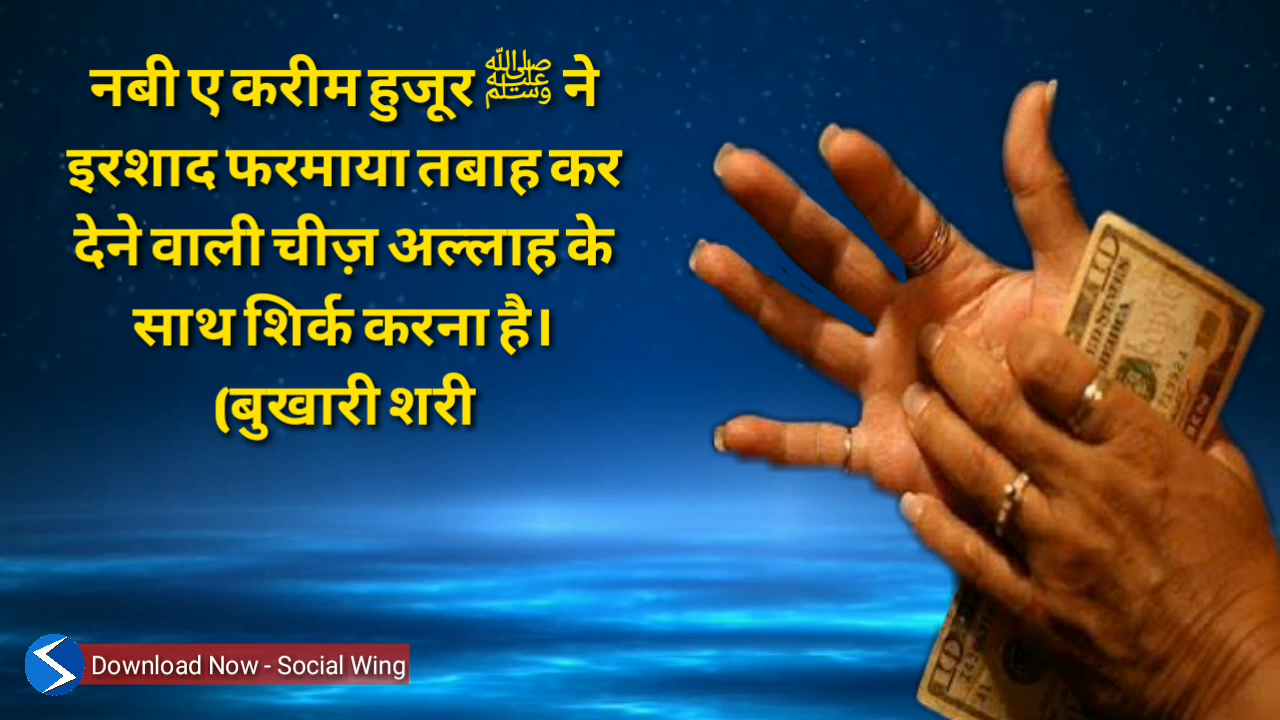 नबी ए करीम हुजूर ﷺ ने
इरशाद फरमाया तबाह कर
देने वाली चीज़ अल्लाह के
साथ शिर्क करना है।
(बुखारी शरी
Download Now - Social Wing